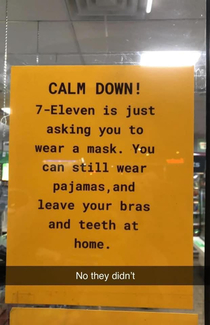 CALM DOWN!
7-Eleven is just
asking you to
wear a mask. You
can still wear
pajamas,and
leave your bras
and teeth at
home.
No they didn't